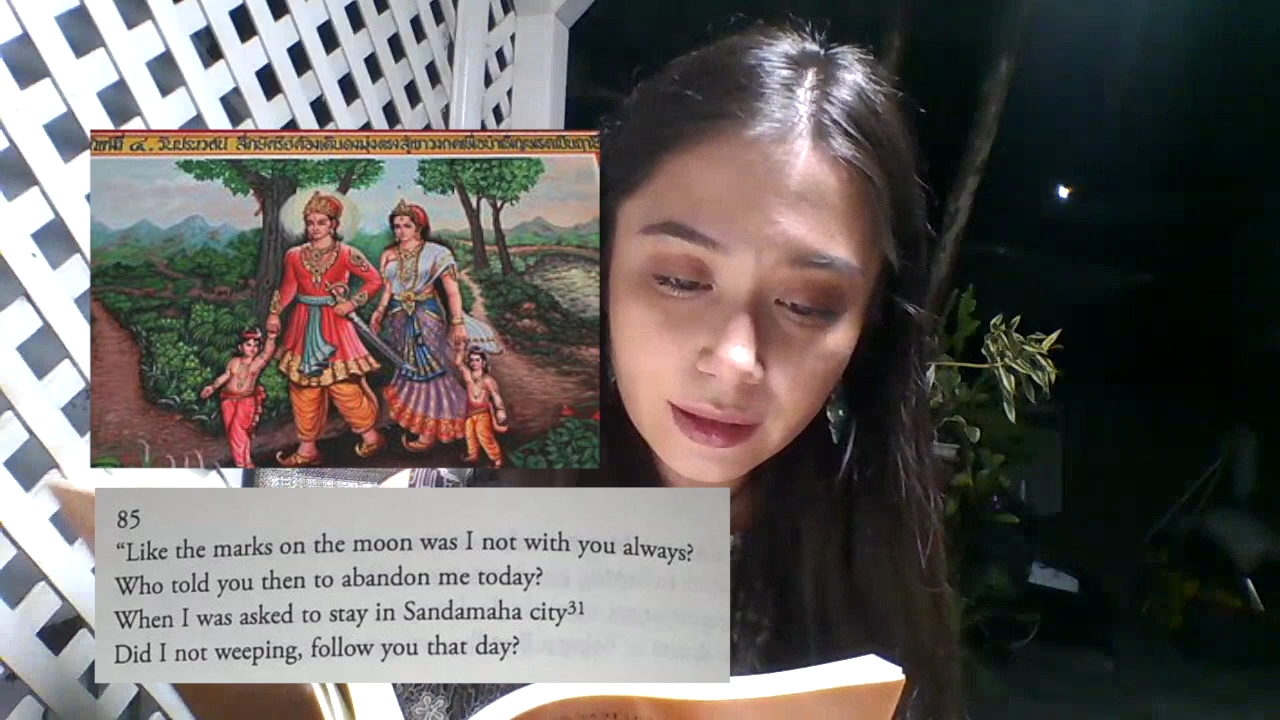 85
“Like the marks on the moon was I not with you always?
Who told you then to abandon me today?
When I was asked to stay in Sandamaha city³¹
Did I not weeping, follow you that day?